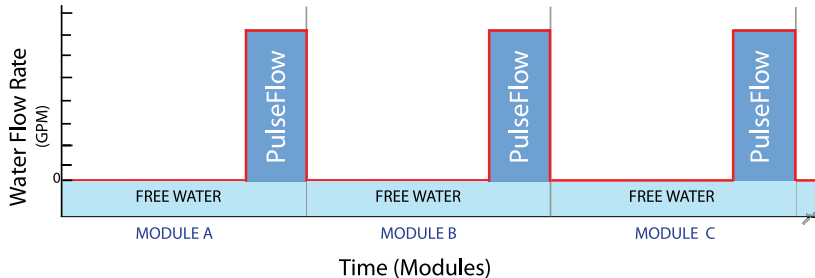 Water Flow Rate
(GPM)
0
PulseFlow
PulseFlow
PulseFlow
FREE WATER
FREE WATER
FREE WATER
MODULE A
MODULE B
MODULE C
Time (Modules)